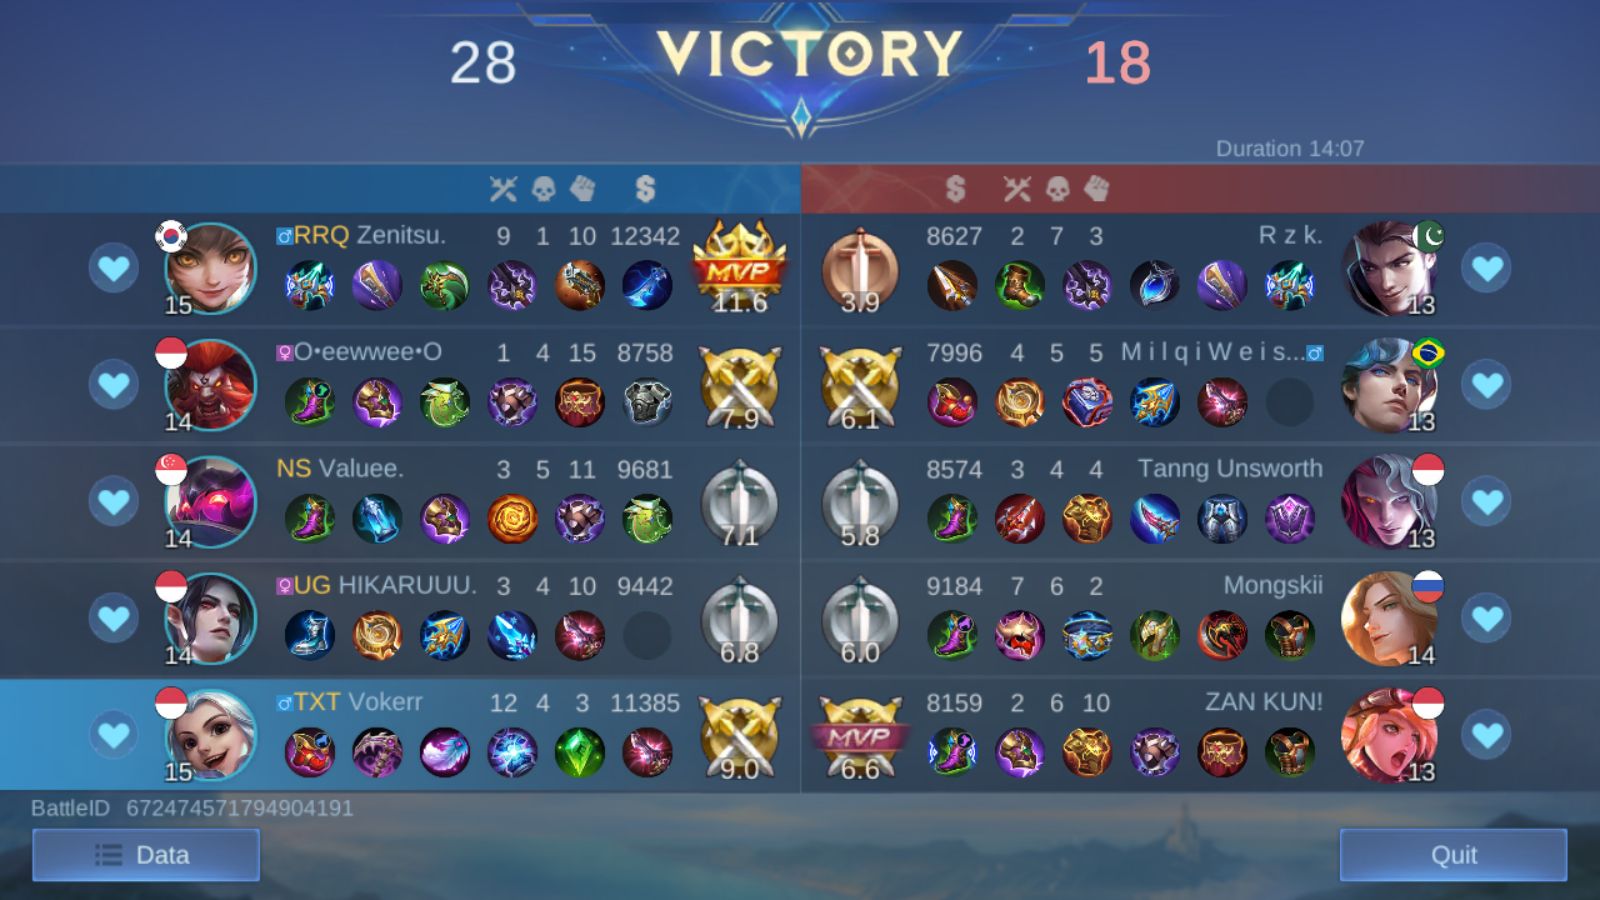 28 VICTORY 18
Duration 14:07
RRQ Zenitsu. 9 1 10 12342 MVP 11.6 15
3.9 8627 2 7 3 R z k. 13
O•eewwee•O 1 4 15 8758 7.9 14
6.1 7996 4 5 5 M i l q i W e i s... 13
NS Valuee. 3 5 11 9681 7.1 14
5.8 8574 3 4 4 Tanng Unsworth 13
UG HIKARUUU. 3 4 10 9442 6.8 14
6.0 9184 7 6 2 Mongskii 14
TXT Vokerr 12 4 3 11385 9.0 15
MVP 6.6 8159 2 6 10 ZAN KUN! 13
BattleID 672474571794904191
Data
Quit